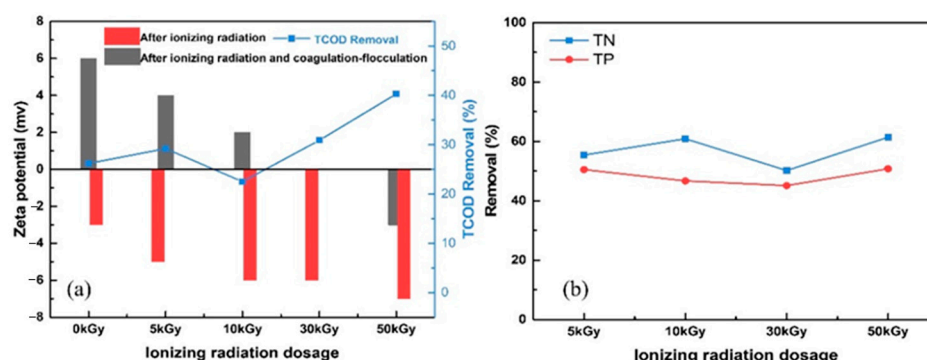 After ionizing radiation
TCOD Removal
After ionizing radiation and coagulation-flocculation
Zeta potential (mv)
8
6
4
2
0
−2
−4
−6
−8
50
40
30
20
10
0
TCOD Removal (%)
(a)
0kGy 5kGy 10kGy 30kGy 50kGy
Ionizing radiation dosage
TN
TP
Removal (%)
100
80
60
40
20
0
(b)
5kGy 10kGy 30kGy 50kGy
Ionizing radiation dosage